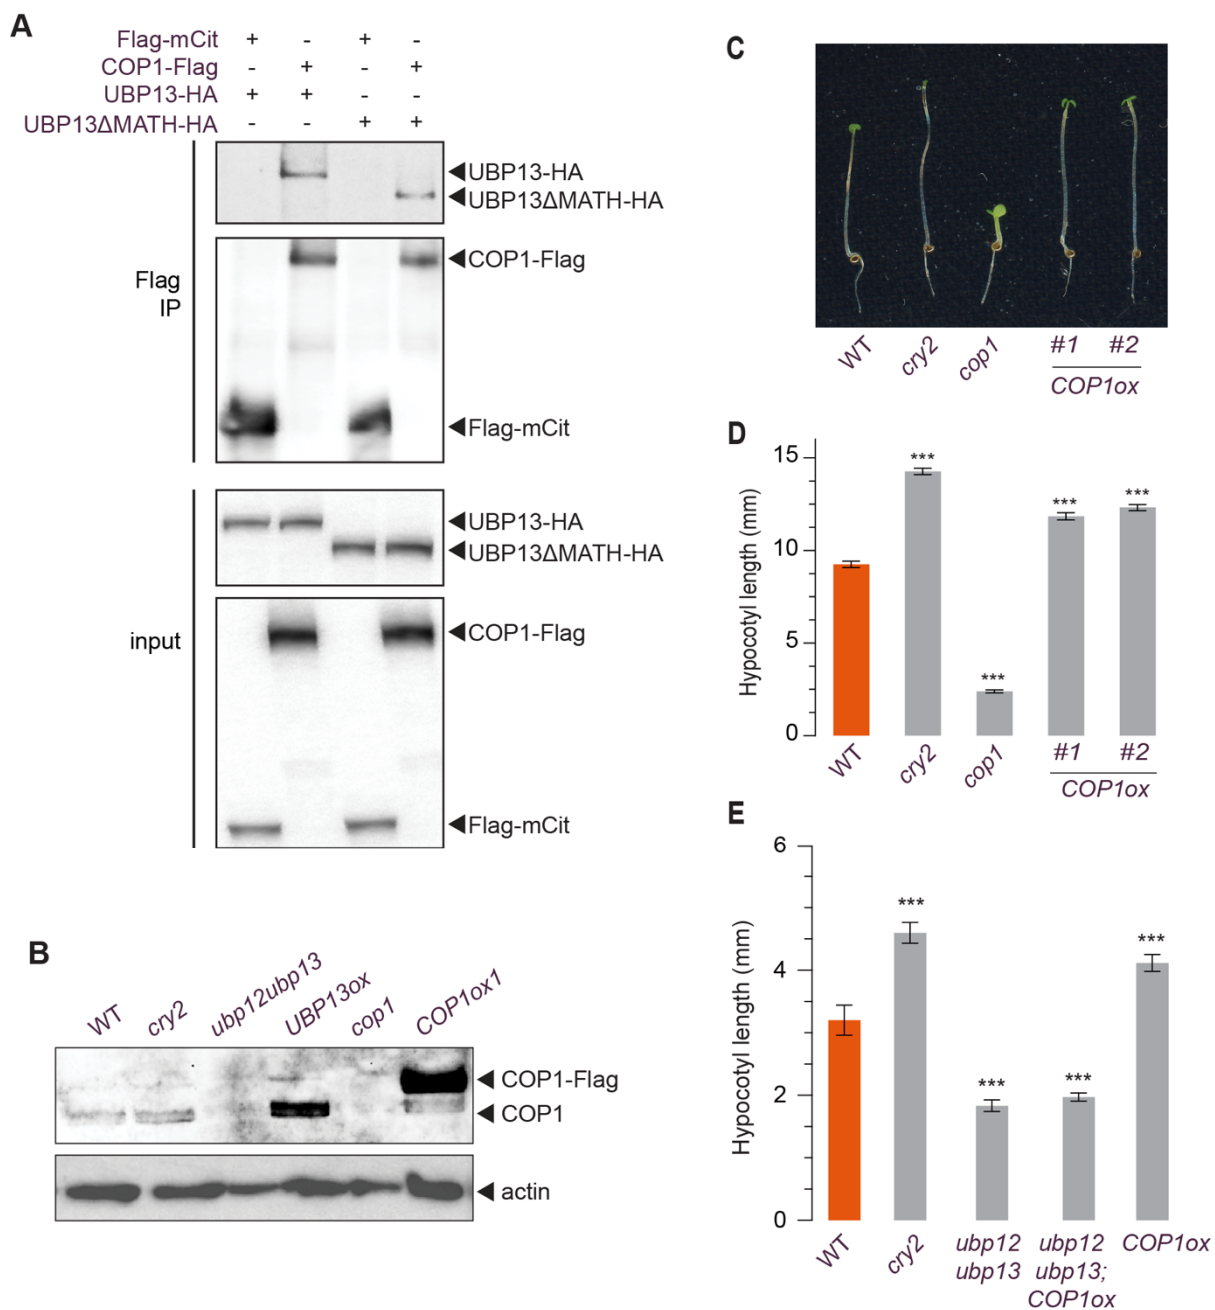 A
Flag-mCit + - + -
COP1-Flag - + - +
UBP13-HA + + - -
UBP13ΔMATH-HA - - + +
UBP13-HA
UBP13ΔMATH-HA
COP1-Flag
Flag
IP
Flag-mCit
UBP13-HA
UBP13ΔMATH-HA
input
COP1-Flag
Flag-mCit
B
WT cry2 ubp12ubp13 UBP13ox cop1 COP1ox1
COP1-Flag
COP1
actin
C
WT cry2 cop1 #1 #2
COP1ox
D
Hypocotyl length (mm)
15
10
5
0
*** *** *** ***
WT cry2 cop1 #1 #2
COP1ox
E
Hypocotyl length (mm)
6
4
2
0
*** *** *** ***
WT cry2 ubp12 ubp12 COP1ox
ubp13 ubp13;
COP1ox